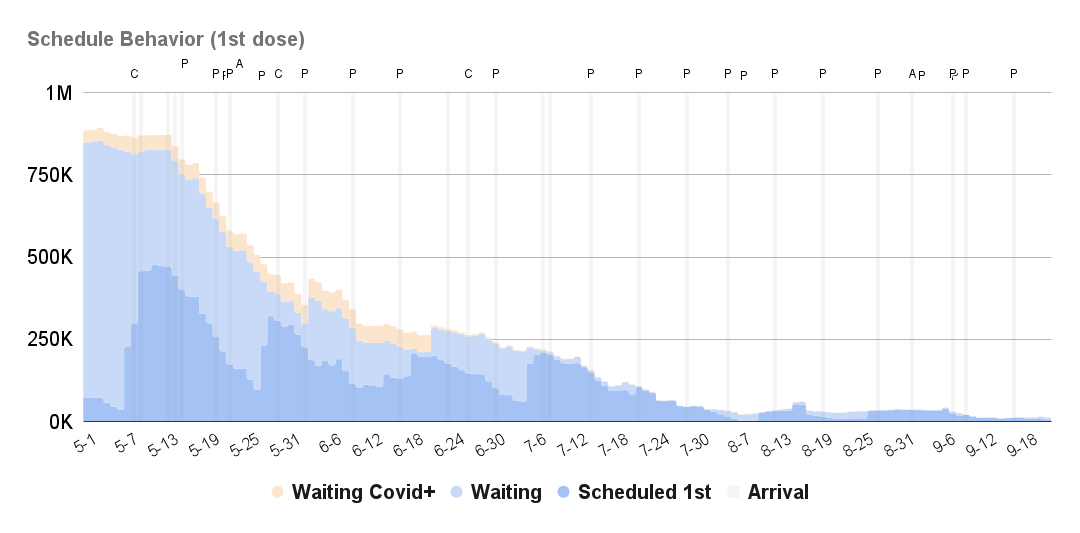 Schedule Behavior (1st dose)
C P P P P A P C P P P C P P P P P P P P P A P P P P P
1M
750K
500K
250K
0K
5-1 5-7 5-13 5-19 5-25 5-31 6-6 6-12 6-18 6-24 6-30 7-6 7-12 7-18 7-24 7-30 8-7 8-13 8-19 8-25 8-31 9-6 9-12 9-18
Waiting Covid+ Waiting Scheduled 1st Arrival